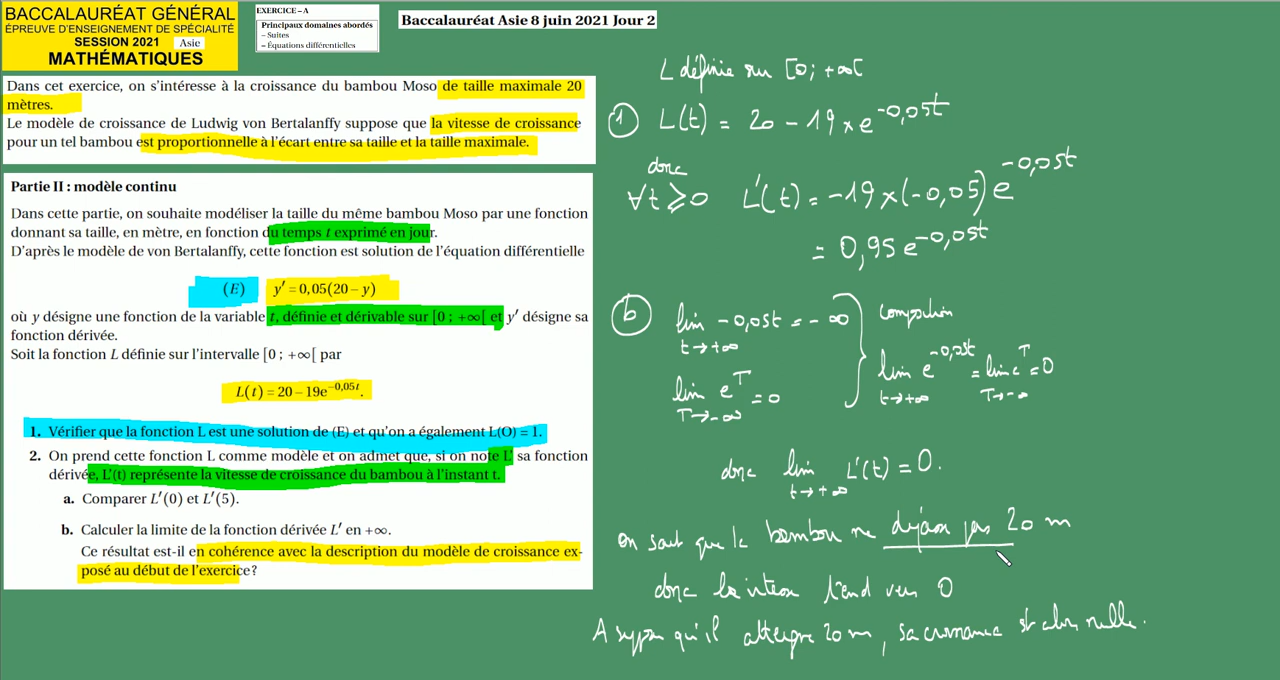 BACCALAURÉAT GÉNÉRAL
ÉPREUVE D'ENSEIGNEMENT DE SPÉCIALITÉ
SESSION 2021 Asie
MATHÉMATIQUES
EXERCICE – A
Principaux domaines abordés
– Suites
– Équations différentielles
Baccalauréat Asie 8 juin 2021 Jour 2
Dans cet exercice, on s'intéresse à la croissance du bambou Moso de taille maximale 20
mètres.
Le modèle de croissance de Ludwig von Bertalanffy suppose que la vitesse de croissance
pour un tel bambou est proportionnelle à l'écart entre sa taille et la taille maximale.
Partie II : modèle continu
Dans cette partie, on souhaite modéliser la taille du même bambou Moso par une fonction
donnant sa taille, en mètre, en fonction du temps t exprimé en jour.
D'après le modèle de von Bertalanffy, cette fonction est solution de l'équation différentielle
(E) y′ = 0,05(20 − y)
où y désigne une fonction de la variable t, définie et dérivable sur [0 ; +∞[ et y′ désigne sa
fonction dérivée.
Soit la fonction L définie sur l'intervalle [0 ; +∞[ par
L(t) = 20 − 19e^{−0,05t}.
1. Vérifier que la fonction L est une solution de (E) et qu'on a également L(O) = 1.
2. On prend cette fonction L comme modèle et on admet que, si on note L' sa fonction
dérivée, L'(t) représente la vitesse de croissance du bambou à l'instant t.
a. Comparer L′(0) et L′(5).
b. Calculer la limite de la fonction dérivée L′ en +∞.
Ce résultat est-il en cohérence avec la description du modèle de croissance ex-
posé au début de l'exercice ?
L définie sur [0 ; +∞[
1 L(t) = 20 − 19 × e^{−0,05t}
donc
∀t ⩾ 0 L'(t) = −19 × (−0,05) e^{−0,05t}
= 0,95 e^{−0,05t}
b lim −0,05t = −∞ composition
t→+∞
lim e^T = 0 lim e^{−0,05t} = lim e^T = 0
T→−∞ t→+∞ T→−∞
donc lim L'(t) = 0.
t→+∞
on sait que le bambou ne pas 20 m
donc la tend vers 0
A qu'il 20 m, sa croissance est alors nulle.